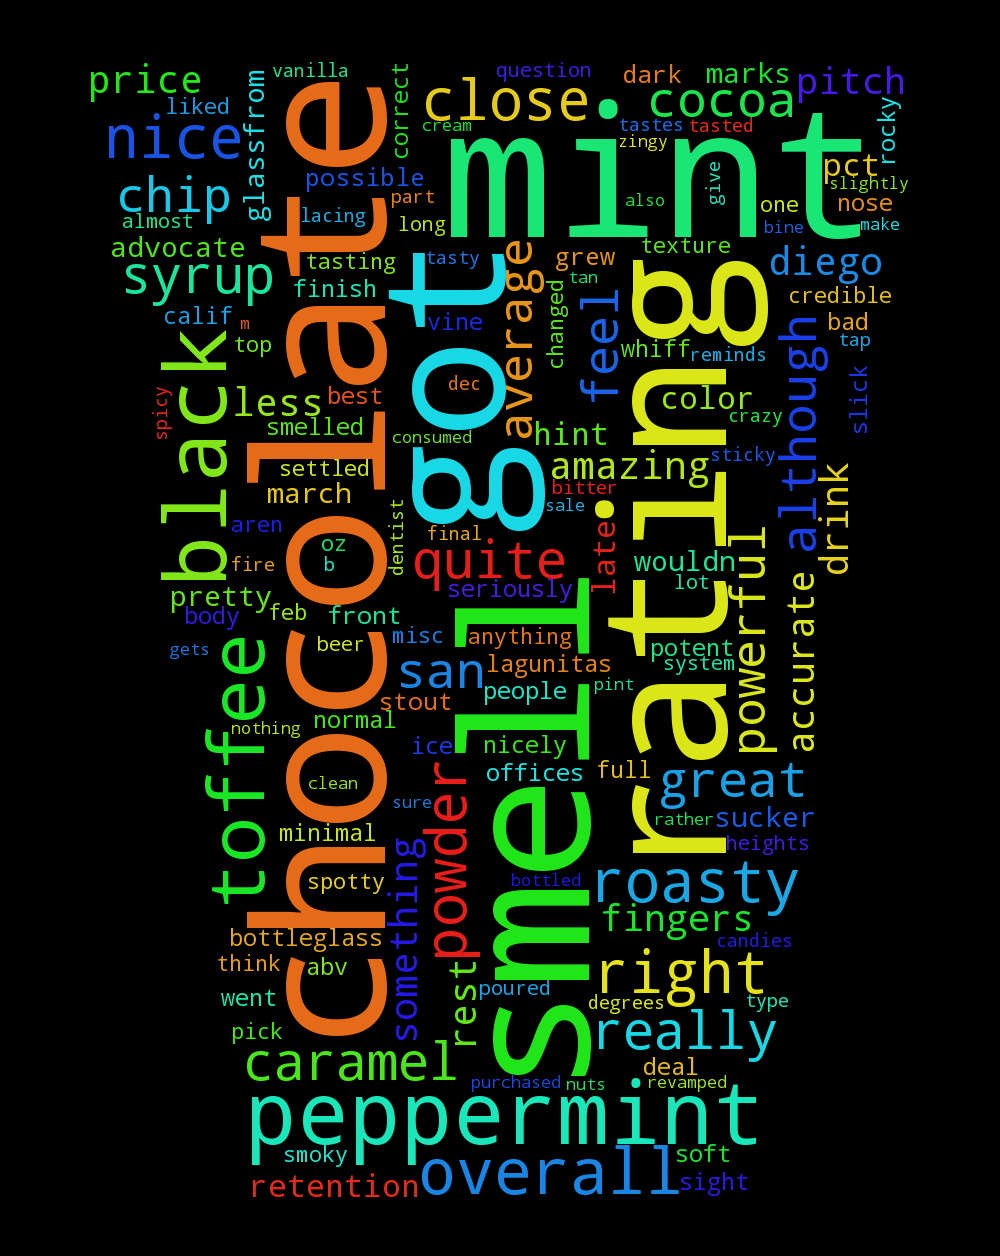 price
vanilla
question
dark
marks
pitch
liked
glassfrom
chocolate
correct
close
cream
cocoa
tastes
tasted
rocky
nice
mint
zingy
pct
chip
possible
part
also
give
one
nose
slightly
almost
lacing
long
bine
make
advocate
tasting
tasty
average
grew
texture
diego
syrup
finish
got
tan
credible
calif
m
vine
changed
feel
rating
although
bad
black
top
whiff
reminds
tap
spicy
less
best
dec
color
crazy
slick
smelled
consumed
hint
settled
amazing
sticky
march
dentist
bitter
sale
drink
aren
oz
final
late
fire
b
quite
wouldn
powerful
pretty
seriously
lot
accurate
body
feb
front
beer
misc
anything
potent
gets
toffee
san
lagunitas
system
smell
people
pint
stout
nothing
normal
ice
nicely
clean
powder
offices
full
great
sure
minimal
something
rather
sucker
heights
spotty
bottled
roasty
bottleglass
fingers
candies
think
abv
rest
right
went
poured
degrees
type
pick
really
caramel
deal
purchased
nuts
revamped
peppermint
smoky
overall
soft
retention
sight